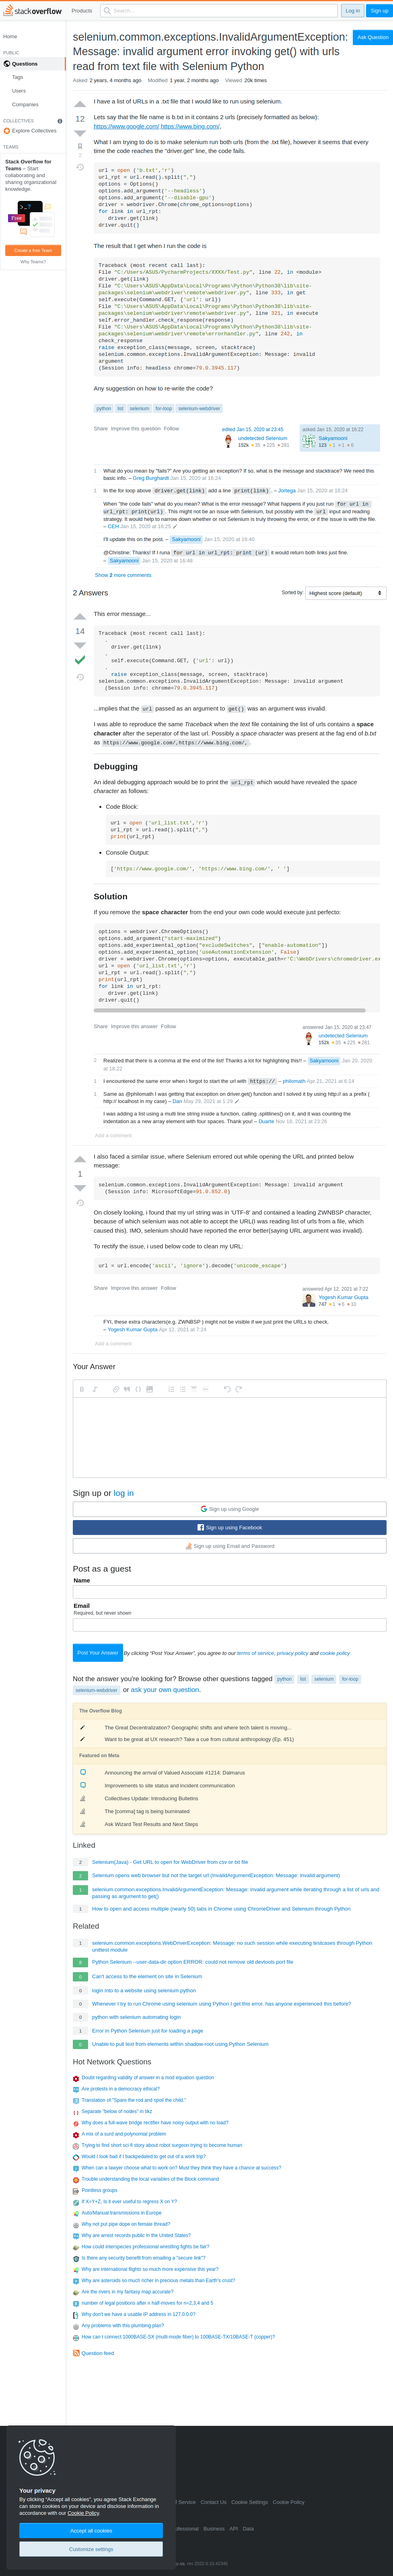 stackoverflow
Products
Search…
Log in
Sign up
Home
PUBLIC
Questions
Tags
Users
Companies
COLLECTIVES
Explore Collectives
TEAMS
Stack Overflow for
Teams – Start
collaborating and
sharing organizational
knowledge.
Free
Create a free Team
Why Teams?
selenium.common.exceptions.InvalidArgumentException:
Message: invalid argument error invoking get() with urls
read from text file with Selenium Python
Ask Question
Asked 2 years, 4 months ago Modified 1 year, 2 months ago Viewed 20k times
12
2
I have a list of URLs in a .txt file that I would like to run using selenium.
Lets say that the file name is b.txt in it contains 2 urls (precisely formatted as below):
https://www.google.com/,https://www.bing.com/,
What I am trying to do is to make selenium run both urls (from the .txt file), however it seems that every
time the code reaches the "driver.get" line, the code fails.
url = open ('b.txt','r')
url_rpt = url.read().split(",")
options = Options()
options.add_argument('--headless')
options.add_argument('--disable-gpu')
driver = webdriver.Chrome(chrome_options=options)
for link in url_rpt:
driver.get(link)
driver.quit()
The result that I get when I run the code is
Traceback (most recent call last):
File "C:/Users/ASUS/PycharmProjects/XXXX/Test.py", line 22, in <module>
driver.get(link)
File "C:\Users\ASUS\AppData\Local\Programs\Python\Python38\lib\site-
packages\selenium\webdriver\remote\webdriver.py", line 333, in get
self.execute(Command.GET, {'url': url})
File "C:\Users\ASUS\AppData\Local\Programs\Python\Python38\lib\site-
packages\selenium\webdriver\remote\webdriver.py", line 321, in execute
self.error_handler.check_response(response)
File "C:\Users\ASUS\AppData\Local\Programs\Python\Python38\lib\site-
packages\selenium\webdriver\remote\errorhandler.py", line 242, in
check_response
raise exception_class(message, screen, stacktrace)
selenium.common.exceptions.InvalidArgumentException: Message: invalid
argument
(Session info: headless chrome=79.0.3945.117)
Any suggestion on how to re-write the code?
python list selenium for-loop selenium-webdriver
Share Improve this question Follow
edited Jan 15, 2020 at 23:45
undetected Selenium
152k 35 225 281
asked Jan 15, 2020 at 16:22
Sakyamooni
123 1 1 6
1 What do you mean by "fails?" Are you getting an exception? If so, what is the message and stacktrace? We need this
basic info. – Greg Burghardt Jan 15, 2020 at 16:24
1 In the for loop above driver.get(link) add a line print(link). – Jortega Jan 15, 2020 at 16:24
When "the code fails" what do you mean? What is the error message? What happens if you just run for url in
url_rpt: print(url). This might not be an issue with Selenium, but possibly with the url input and reading
strategy. It would help to narrow down whether or not Selenium is truly throwing the error, or if the issue is with the file.
– CEH Jan 15, 2020 at 16:25
I'll update this on the post. – Sakyamooni Jan 15, 2020 at 16:40
@Christine: Thanks! If I runa for url in url_rpt: print (ur) it would return both links just fine.
– Sakyamooni Jan 15, 2020 at 16:48
Show 2 more comments
2 Answers
Sorted by: Highest score (default)
14
This error message...
Traceback (most recent call last):
.
driver.get(link)
.
self.execute(Command.GET, {'url': url})
.
raise exception_class(message, screen, stacktrace)
selenium.common.exceptions.InvalidArgumentException: Message: invalid argument
(Session info: chrome=79.0.3945.117)
...implies that the url passed as an argument to get() was an argument was invalid.
I was able to reproduce the same Traceback when the text file containing the list of urls contains a space
character after the seperator of the last url. Possibly a space character was present at the fag end of b.txt
as https://www.google.com/,https://www.bing.com/, .
Debugging
An ideal debugging approach would be to print the url_rpt which would have revealed the space
character as follows:
• Code Block:
url = open ('url_list.txt','r')
url_rpt = url.read().split(",")
print(url_rpt)
• Console Output:
['https://www.google.com/', 'https://www.bing.com/', ' ']
Solution
If you remove the space character from the end your own code would execute just perfecto:
options = webdriver.ChromeOptions()
options.add_argument("start-maximized")
options.add_experimental_option("excludeSwitches", ["enable-automation"])
options.add_experimental_option('useAutomationExtension', False)
driver = webdriver.Chrome(options=options, executable_path=r'C:\WebDrivers\chromedriver.ex
url = open ('url_list.txt','r')
url_rpt = url.read().split(",")
print(url_rpt)
for link in url_rpt:
driver.get(link)
driver.quit()
Share Improve this answer Follow
answered Jan 15, 2020 at 23:47
undetected Selenium
152k 35 225 281
2 Realized that there is a comma at the end of the list! Thanks a lot for highlighting this!! – Sakyamooni Jan 20, 2020
at 18:22
1 I encountered the same error when I forgot to start the url with https:// – philomath Apr 21, 2021 at 6:14
1 Same as @philomath I was getting that exception on driver.get() function and I solved it by using http:// as a prefix (
http:// localhost in my case) – Dan May 29, 2021 at 1:29
I was adding a list using a multi line string inside a function, calling .splitlines() on it, and it was counting the
indentation as a new array element with four spaces. Thank you! – Duarte Nov 18, 2021 at 23:26
Add a comment
1
I also faced a similar issue, where Selenium errored out while opening the URL and printed below
message:
selenium.common.exceptions.InvalidArgumentException: Message: invalid argument
(Session info: MicrosoftEdge=91.0.852.0)
On closely looking, i found that my url string was in 'UTF-8' and contained a leading ZWNBSP character,
because of which selenium was not able to accept the URL(I was reading list of urls from a file, which
caused this). IMO, selenium should have reported the error better(saying URL argument was invalid).
To rectify the issue, i used below code to clean my URL:
url = url.encode('ascii', 'ignore').decode('unicode_escape')
Share Improve this answer Follow
answered Apr 12, 2021 at 7:22
Yogesh Kumar Gupta
747 1 6 10
FYI, these extra characters(e.g. ZWNBSP ) might not be visible if we just print the URLs to check.
– Yogesh Kumar Gupta Apr 12, 2021 at 7:24
Add a comment
Your Answer
Sign up or log in
Sign up using Google
Sign up using Facebook
Sign up using Email and Password
Post as a guest
Name
Email
Required, but never shown
Post Your Answer
By clicking "Post Your Answer", you agree to our terms of service, privacy policy and cookie policy
Not the answer you're looking for? Browse other questions tagged python list selenium for-loop
selenium-webdriver or ask your own question.
The Overflow Blog
The Great Decentralization? Geographic shifts and where tech talent is moving...
Want to be great at UX research? Take a cue from cultural anthropology (Ep. 451)
Featured on Meta
Announcing the arrival of Valued Associate #1214: Dalmarus
Improvements to site status and incident communication
Collectives Update: Introducing Bulletins
The [comma] tag is being burninated
Ask Wizard Test Results and Next Steps
Linked
2 Selenium(Java) - Get URL to open for WebDriver from csv or txt file
2 Selenium opens web browser but not the target url (InvalidArgumentException: Message: invalid argument)
1 selenium.common.exceptions.InvalidArgumentException: Message: invalid argument while iterating through a list of urls and
passing as argument to get()
1 How to open and access multiple (nearly 50) tabs in Chrome using ChromeDriver and Selenium through Python
Related
1 selenium.common.exceptions.WebDriverException: Message: no such session while executing testcases through Python
unittest module
8 Python Selenium --user-data-dir option ERROR: could not remove old devtools port file
0 Can't access to the element on site in Selenium
0 login Into to a website using selenium python
0 Whenever I try to run Chrome using selenium using Python I get this error, has anyone experienced this before?
0 python with selenium automating login
1 Error in Python Selenium just for loading a page
0 Unable to pull text from elements within shadow-root using Python Selenium
Hot Network Questions
Doubt regarding validity of answer in a mod equation question
Are protests in a democracy ethical?
Translation of "Spare the rod and spoil the child."
Separate "below of nodes" in tikz
Why does a full-wave bridge rectifier have noisy output with no load?
A mix of a surd and polynomial problem
Trying to find short sci-fi story about robot surgeon trying to become human
Would I look bad if I backpedaled to get out of a work trip?
When can a lawyer choose what to work on? Must they think they have a chance at success?
Trouble understanding the local variables of the Block command
Pointless groups
If X>Y+Z, Is it ever useful to regress X on Y?
Auto/Manual transmissions in Europe
Why not put pipe dope on female thread?
Why are arrest records public in the United States?
How could interspecies professional wrestling fights be fair?
Is there any security benefit from emailing a "secure link"?
Why are international flights so much more expensive this year?
Why are asteroids so much richer in precious metals than Earth's crust?
Are the rivers in my fantasy map accurate?
number of legal positions after n half-moves for n=2,3,4 and 5
Why don't we have a usable IP address in 127.0.0.0?
Any problems with this plumbing plan?
How can I connect 1000BASE-SX (multi-mode fiber) to 100BASE-TX/10BASE-T (copper)?
Question feed
Your privacy
By clicking "Accept all cookies", you agree Stack Exchange
can store cookies on your device and disclose information in
accordance with our Cookie Policy.
Accept all cookies
Customize settings
Service Contact Us Cookie Settings Cookie Policy
Business API Data